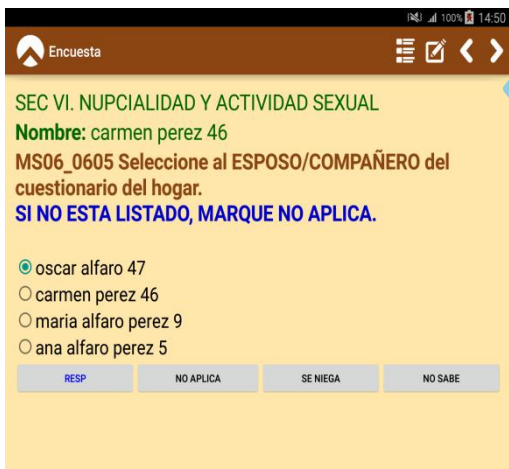 100% 14:50
Encuesta
SEC VI. NUPCIALIDAD Y ACTIVIDAD SEXUAL
Nombre: carmen perez 46
MS06_0605 Seleccione al ESPOSO/COMPAÑERO del
cuestionario del hogar.
SI NO ESTA LISTADO, MARQUE NO APLICA.
oscar alfaro 47
carmen perez 46
maria alfaro perez 9
ana alfaro perez 5
RESP NO APLICA SE NIEGA NO SABE